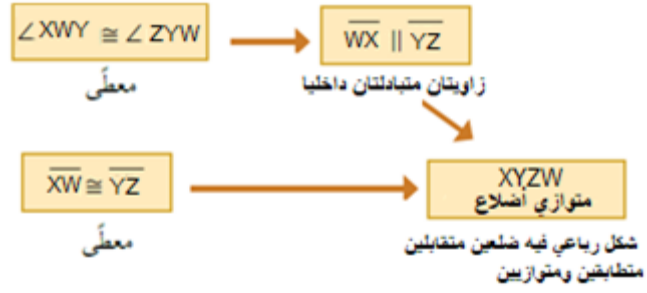 ∠XWY ≅ ∠ZYW
معطًى
WX || YZ
زاويتان متبادلتان داخليا
XW ≅ YZ
معطًى
XYZW
متوازي أضلاع
شكل رباعي فيه ضلعين متقابلين
متطابقين ومتوازيين